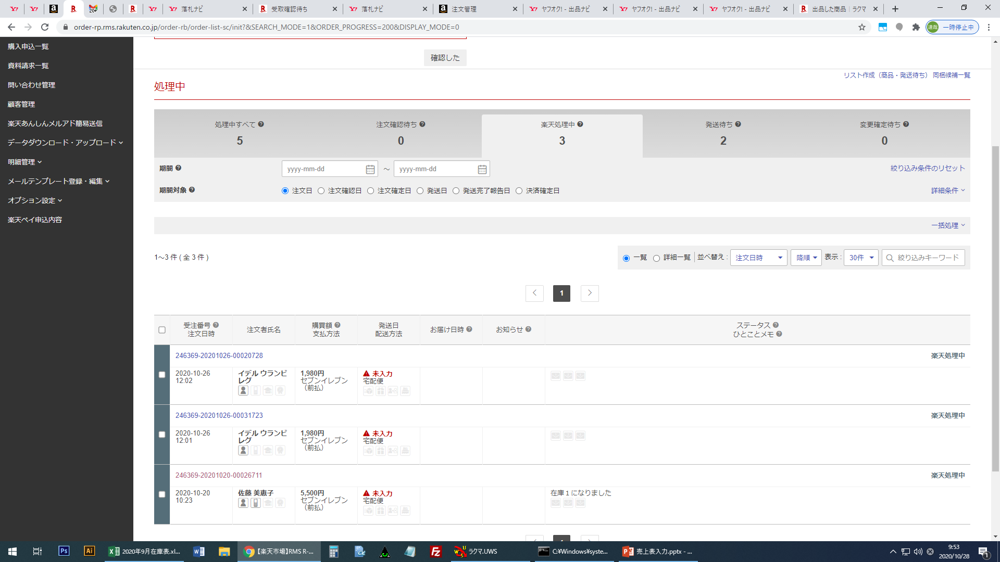 落札ナビ
受取確認待ち
落札ナビ
注文管理
ヤフオク! - 出品ナビ
ヤフオク! - 出品ナビ
ヤフオク! - 出品ナビ
出品した商品｜ラクマ
order-rp.rms.rakuten.co.jp/order-rb/order-list-sc/init?&SEARCH_MODE=1&ORDER_PROGRESS=200&DISPLAY_MODE=0
一時停止中
購入申込一覧
資料請求一覧
問い合わせ管理
顧客管理
楽天あんしんメルアド簡易送信
データダウンロード・アップロード
明細管理
メールテンプレート登録・編集
オプション設定
楽天ペイ申込内容
確認した
リスト作成（商品・発送待ち） 同梱候補一覧
処理中
処理中すべて
5
注文確認待ち
0
楽天処理中
3
発送待ち
2
変更確定待ち
0
期間
yyyy-mm-dd ～ yyyy-mm-dd
絞り込み条件のリセット
期間対象
注文日 注文確認日 注文確定日 発送日 発送完了報告日 決済確定日
詳細条件
一括処理
1～3 件 ( 全 3 件 )
一覧 詳細一覧 並べ替え : 注文日時 降順 表示 : 30件 絞り込みキーワード
1
受注番号
注文日時
注文者氏名
購買額
支払方法
発送日
配送方法
お届け日時
お知らせ
ステータス
ひとことメモ
246369-20201026-00020728
楽天処理中
2020-10-26
12:02
イデル ウランビ
レグ
1,980円
セブンイレブン
（前払）
未入力
宅配便
246369-20201026-00031723
楽天処理中
2020-10-26
12:01
イデル ウランビ
レグ
1,980円
セブンイレブン
（前払）
未入力
宅配便
246369-20201020-00026711
楽天処理中
2020-10-20
10:23
佐藤 美恵子
5,500円
セブンイレブン
（前払）
未入力
宅配便
在庫１になりました
2020年9月在庫表.xl...
【楽天市場】RMS R-...
ラクマ.UWS
C:¥Windows¥syste...
売上表入力.pptx - ...
9:53
2020/10/28